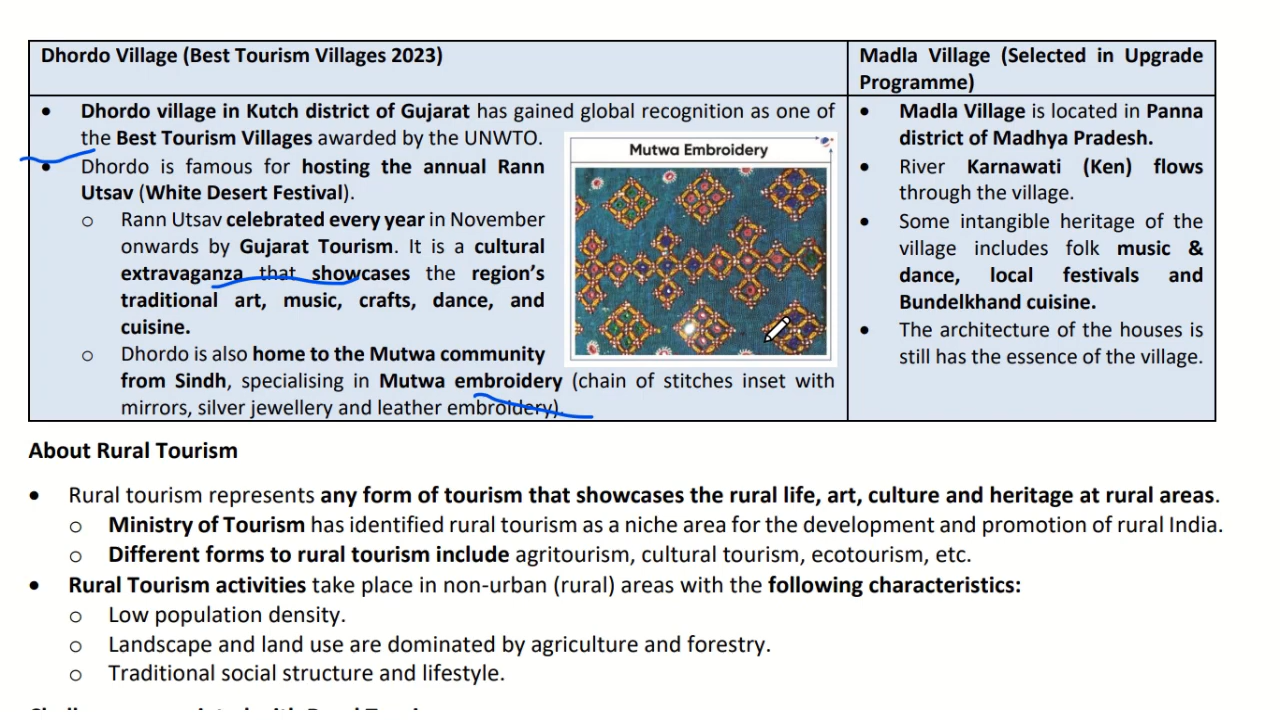 Dhordo Village (Best Tourism Villages 2023)
• Dhordo village in Kutch district of Gujarat has gained global recognition as one of
the Best Tourism Villages awarded by the UNWTO.
• Dhordo is famous for hosting the annual Rann
Utsav (White Desert Festival).
o Rann Utsav celebrated every year in November
onwards by Gujarat Tourism. It is a cultural
extravaganza that showcases the region’s
traditional art, music, crafts, dance, and
cuisine.
o Dhordo is also home to the Mutwa community
from Sindh, specialising in Mutwa embroidery (chain of stitches inset with
mirrors, silver jewellery and leather embroidery).
Mutwa Embroidery
Madla Village (Selected in Upgrade
Programme)
• Madla Village is located in Panna
district of Madhya Pradesh.
• River Karnawati (Ken) flows
through the village.
• Some intangible heritage of the
village includes folk music &
dance, local festivals and
Bundelkhand cuisine.
• The architecture of the houses is
still has the essence of the village.
About Rural Tourism
• Rural tourism represents any form of tourism that showcases the rural life, art, culture and heritage at rural areas.
o Ministry of Tourism has identified rural tourism as a niche area for the development and promotion of rural India.
o Different forms to rural tourism include agritourism, cultural tourism, ecotourism, etc.
• Rural Tourism activities take place in non-urban (rural) areas with the following characteristics:
o Low population density.
o Landscape and land use are dominated by agriculture and forestry.
o Traditional social structure and lifestyle.